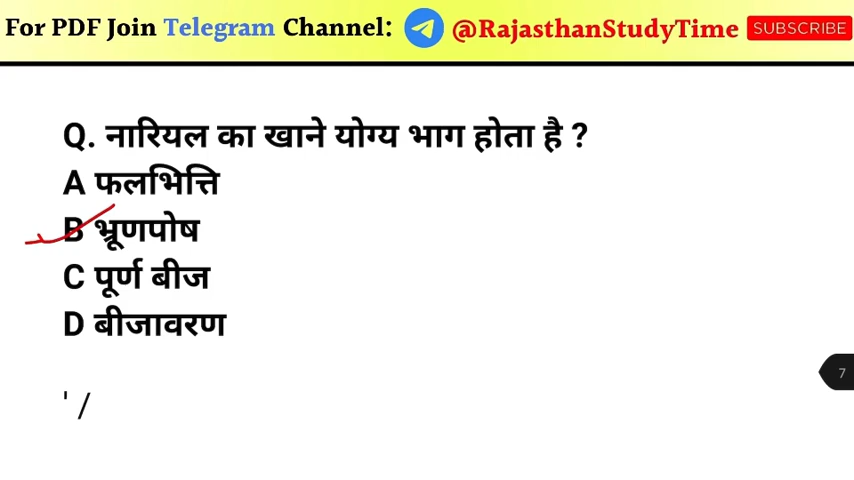 For PDF Join Telegram Channel: @RajasthanStudyTime SUBSCRIBE
Q. नारियल का खाने योग्य भाग होता है ?
A फलभित्ति
B भ्रूणपोष
C पूर्ण बीज
D बीजावरण
7
' /